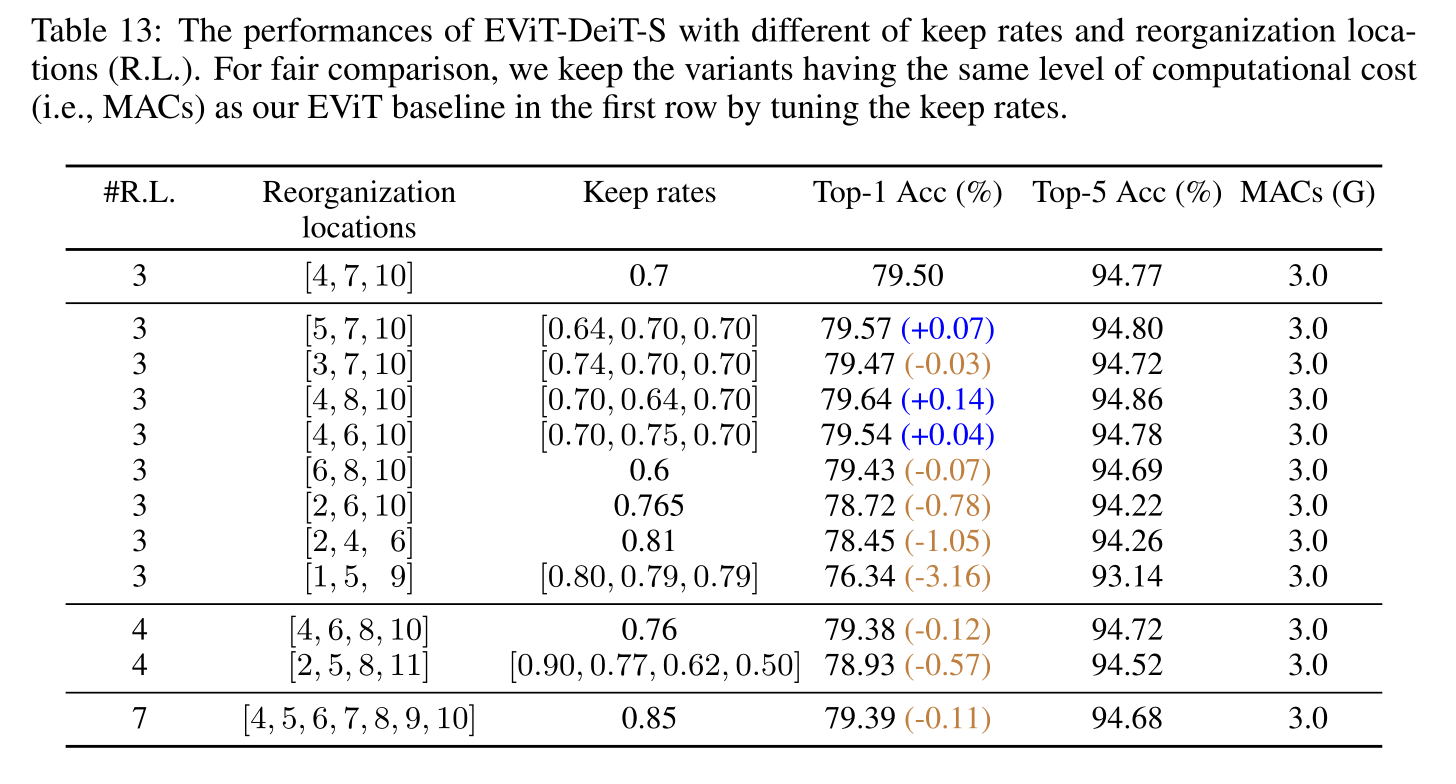 Table 13: The performances of EViT-DeiT-S with different of keep rates and reorganization loca-
tions (R.L.). For fair comparison, we keep the variants having the same level of computational cost
(i.e., MACs) as our EViT baseline in the first row by tuning the keep rates.
#R.L. Reorganization locations Keep rates Top-1 Acc (%) Top-5 Acc (%) MACs (G)
3 [4, 7, 10] 0.7 79.50 94.77 3.0
3 [5, 7, 10] [0.64, 0.70, 0.70] 79.57 (+0.07) 94.80 3.0
3 [3, 7, 10] [0.74, 0.70, 0.70] 79.47 (-0.03) 94.72 3.0
3 [4, 8, 10] [0.70, 0.64, 0.70] 79.64 (+0.14) 94.86 3.0
3 [4, 6, 10] [0.70, 0.75, 0.70] 79.54 (+0.04) 94.78 3.0
3 [6, 8, 10] 0.6 79.43 (-0.07) 94.69 3.0
3 [2, 6, 10] 0.765 78.72 (-0.78) 94.22 3.0
3 [2, 4, 6] 0.81 78.45 (-1.05) 94.26 3.0
3 [1, 5, 9] [0.80, 0.79, 0.79] 76.34 (-3.16) 93.14 3.0
4 [4, 6, 8, 10] 0.76 79.38 (-0.12) 94.72 3.0
4 [2, 5, 8, 11] [0.90, 0.77, 0.62, 0.50] 78.93 (-0.57) 94.52 3.0
7 [4, 5, 6, 7, 8, 9, 10] 0.85 79.39 (-0.11) 94.68 3.0